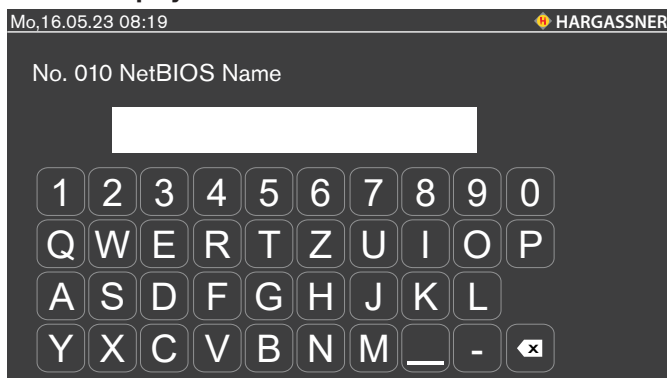 Mo,16.05.23 08:19 HARGASSNER
No. 010 NetBIOS Name
1 2 3 4 5 6 7 8 9 0
Q W E R T Z U I O P
A S D F G H J K L
Y X C V B N M _ -